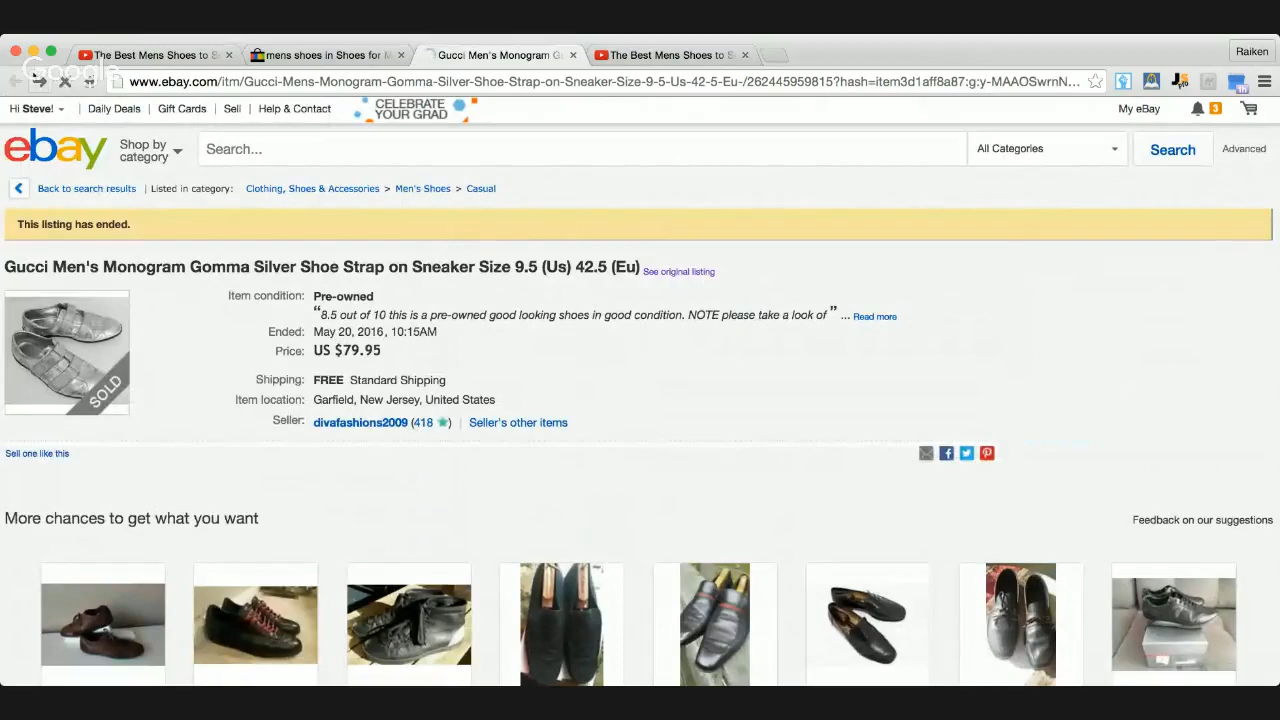 The Best Mens Shoes to S
mens shoes in Shoes for M
Gucci Men's Monogram G
The Best Mens Shoes to S
Raiken
Google
www.ebay.com/itm/Gucci-Mens-Monogram-Gomma-Silver-Shoe-Strap-on-Sneaker-Size-9-5-Us-42-5-Eu-/262445959815?hash=item3d1aff8a87:g:y-MAAOSwrnN...
Hi Steve!
Daily Deals
Gift Cards
Sell
Help & Contact
CELEBRATE
YOUR GRAD
My eBay
3
ebay
Shop by
category
Search...
All Categories
Search
Advanced
Back to search results | Listed in category: Clothing, Shoes & Accessories > Men's Shoes > Casual
This listing has ended.
Gucci Men's Monogram Gomma Silver Shoe Strap on Sneaker Size 9.5 (Us) 42.5 (Eu) See original listing
SOLD
Item condition: Pre-owned
“8.5 out of 10 this is a pre-owned good looking shoes in good condition. NOTE please take a look of ” ... Read more
Ended: May 20, 2016 , 10:15AM
Price: US $79.95
Shipping: FREE Standard Shipping
Item location: Garfield, New Jersey, United States
Seller: divafashions2009 (418 ) | Seller's other items
Sell one like this
More chances to get what you want
Feedback on our suggestions